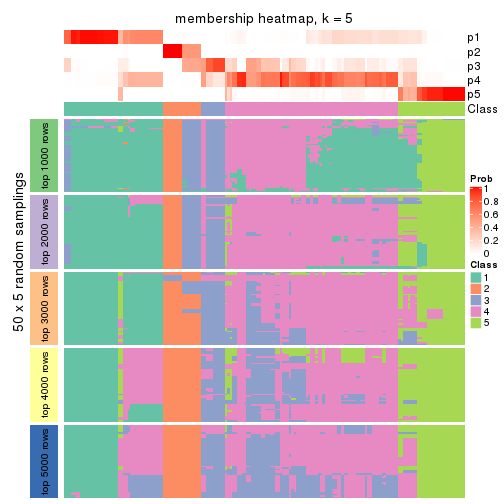 membership heatmap, k = 5
p1
p2
p3
p4
p5
Class
50 x 5 random samplings
top 1000 rows
top 2000 rows
top 3000 rows
top 4000 rows
top 5000 rows
Prob
1
0.8
0.6
0.4
0.2
0
Class
1
2
3
4
5